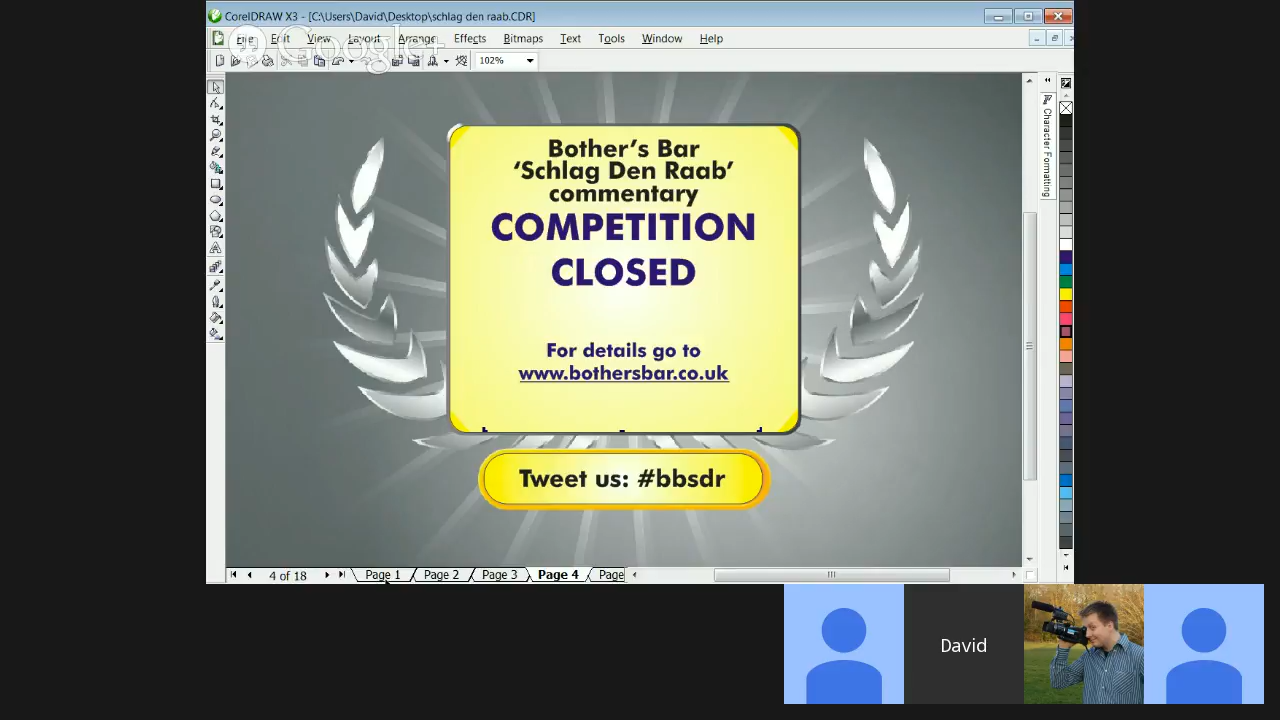 CorelDRAW X3 - [C:\Users\David\Desktop\schlag den raab.CDR]
File Edit View Layout Arrange Effects Bitmaps Text Tools Window Help
Google+
102%
Character Formatting
Bother's Bar
'Schlag Den Raab'
commentary
COMPETITION
CLOSED
For details go to
www.bothersbar.co.uk
Tweet us: #bbsdr
4 of 18 Page 1 Page 2 Page 3 Page 4 Page
David